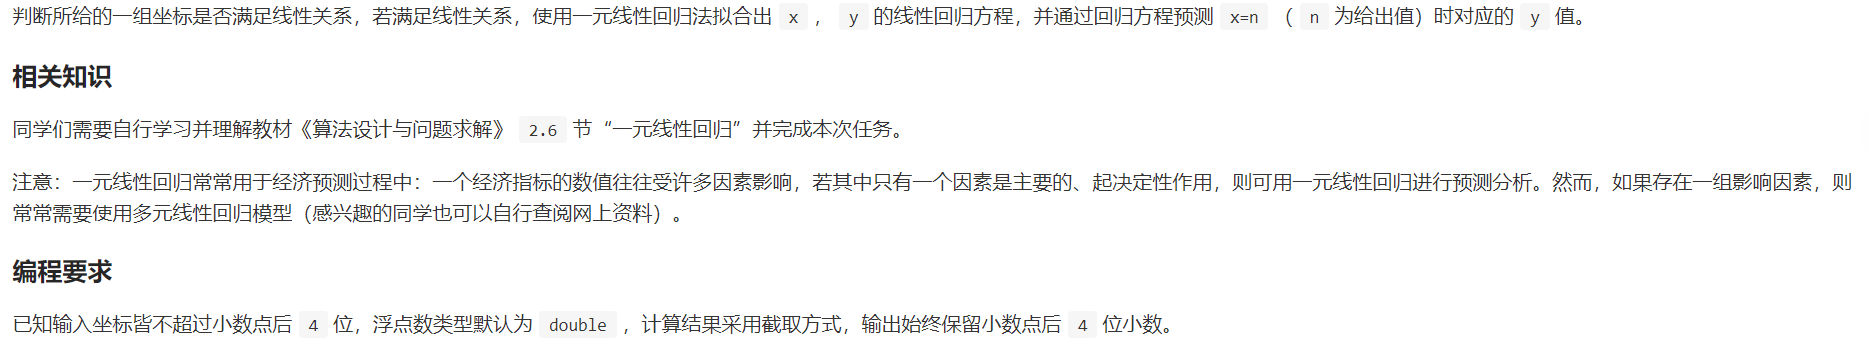 判断所给的一组坐标是否满足线性关系，若满足线性关系，使用一元线性回归法拟合出 x ， y 的线性回归方程，并通过回归方程预测 x=n （ n 为给出值）时对应的 y 值。
相关知识
同学们需要自行学习并理解教材《算法设计与问题求解》 2.6 节“一元线性回归”并完成本次任务。
注意：一元线性回归常常用于经济预测过程中：一个经济指标的数值往往受许多因素影响，若其中只有一个因素是主要的、起决定性作用，则可用一元线性回归进行预测分析。然而，如果存在一组影响因素，则
常常需要使用多元线性回归模型（感兴趣的同学也可以自行查阅网上资料）。
编程要求
已知输入坐标皆不超过小数点后 4 位，浮点数类型默认为 double ，计算结果采用截取方式，输出始终保留小数点后 4 位小数。